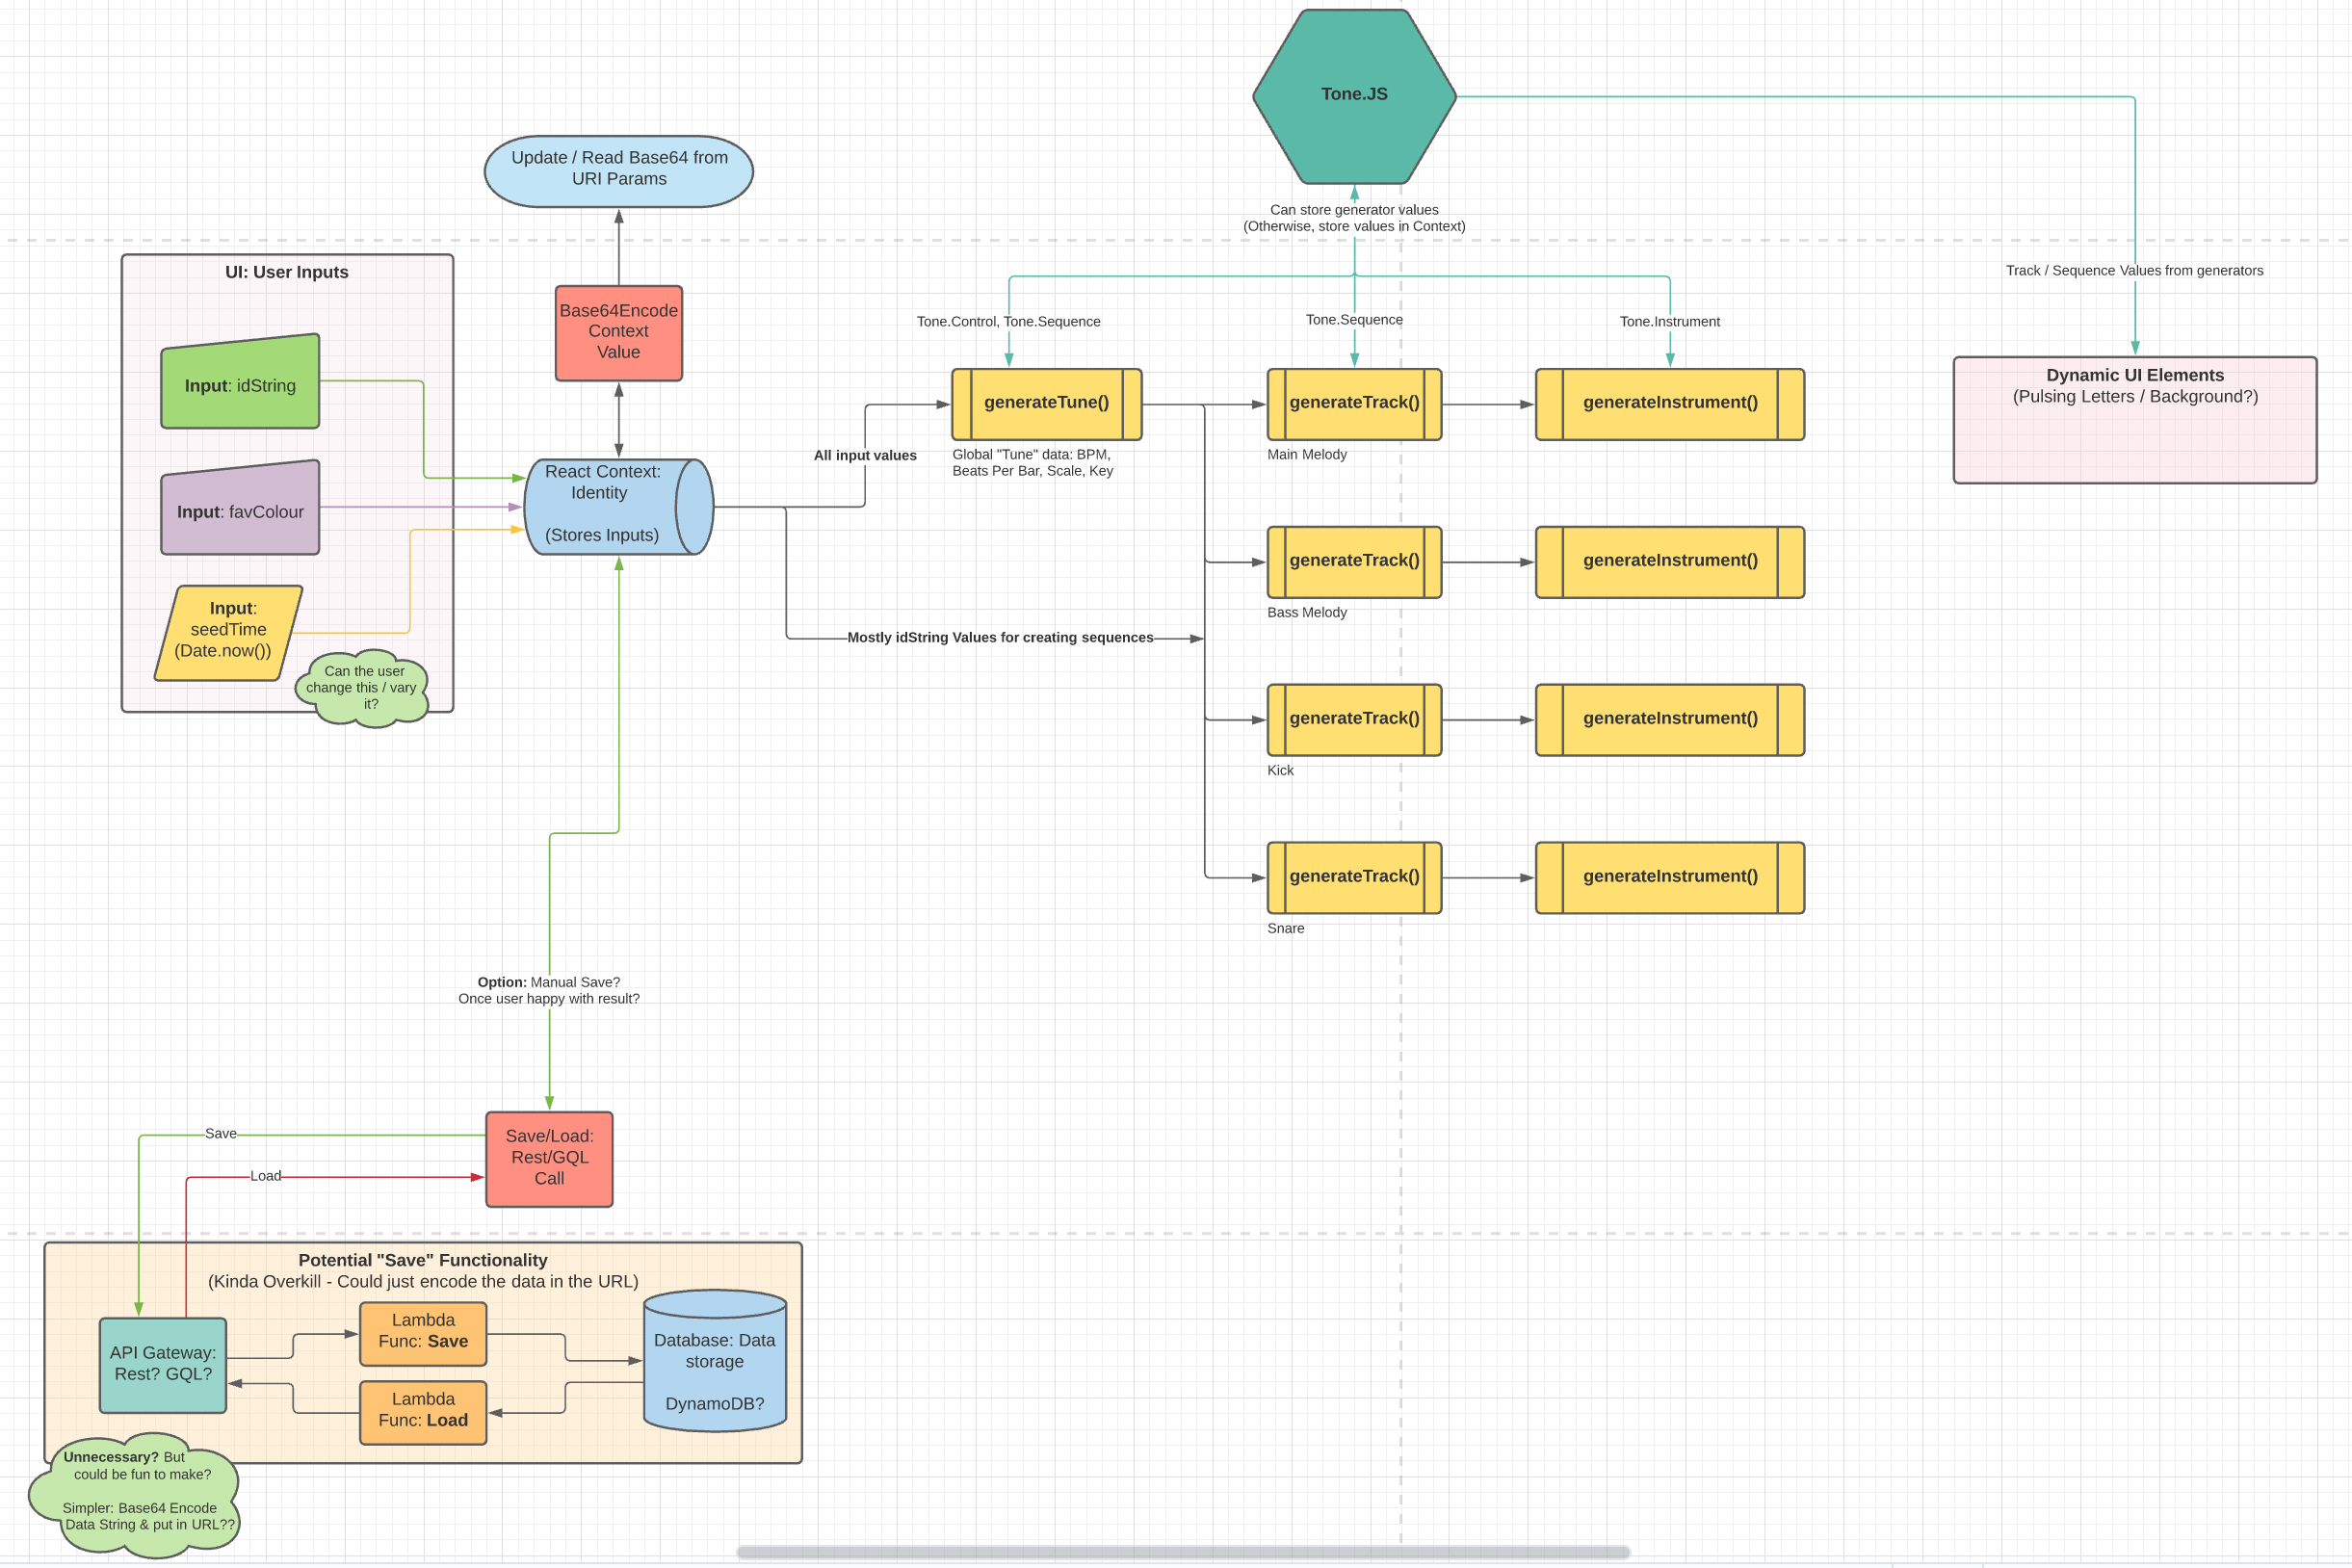 Tone.JS
Update / Read Base64 from
URI Params
Can store generator values
(Otherwise, store values in Context)
Track / Sequence Values from generators
UI: User Inputs
Input: idString
Input: favColour
Input:
seedTime
(Date.now())
Can the user
change this / vary
it?
Base64Encode
Context
Value
React Context:
Identity
(Stores Inputs)
All input values
Mostly idString Values for creating sequences
Tone.Control, Tone.Sequence
Tone.Sequence
Tone.Instrument
generateTune()
Global "Tune" data: BPM,
Beats Per Bar, Scale, Key
generateTrack()
Main Melody
generateInstrument()
generateTrack()
Bass Melody
generateInstrument()
generateTrack()
Kick
generateInstrument()
generateTrack()
Snare
generateInstrument()
Dynamic UI Elements
(Pulsing Letters / Background?)
Option: Manual Save?
Once user happy with result?
Save/Load:
Rest/GQL
Call
Save
Load
Potential "Save" Functionality
(Kinda Overkill - Could just encode the data in the URL)
API Gateway:
Rest? GQL?
Lambda
Func: Save
Lambda
Func: Load
Database: Data
storage
DynamoDB?
Unnecessary? But
could be fun to make?
Simpler: Base64 Encode
Data String & put in URL??